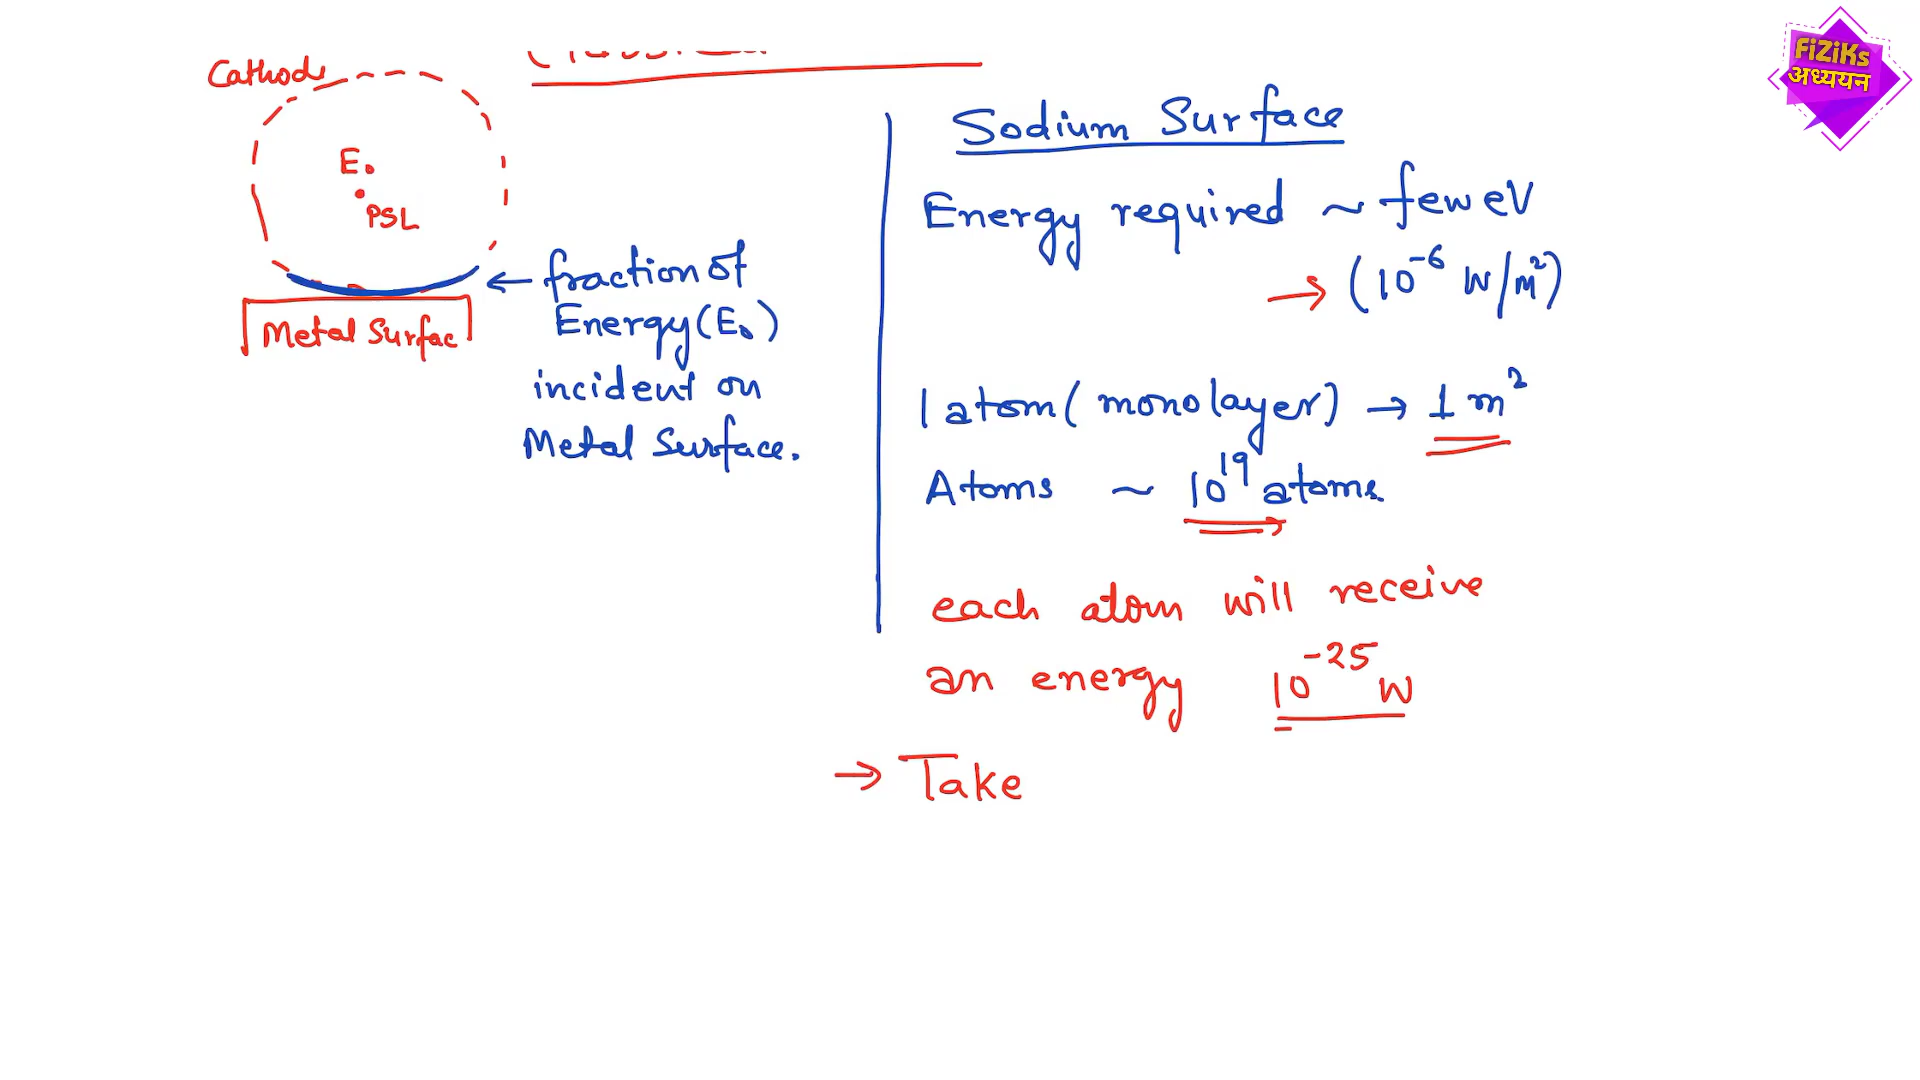 Cathode
E₀
PSL
Metal Surfac
← fraction of
Energy (E₀)
incident on
Metal Surface.
Sodium Surface
Energy required ~ few eV
→ (10⁻⁶ W/m²)
1 atom (monolayer) → 1 m²
Atoms ~ 10¹⁹ atoms
each atom will receive
an energy 10⁻²⁵ W
→ Take
FiZiKs
अध्ययन